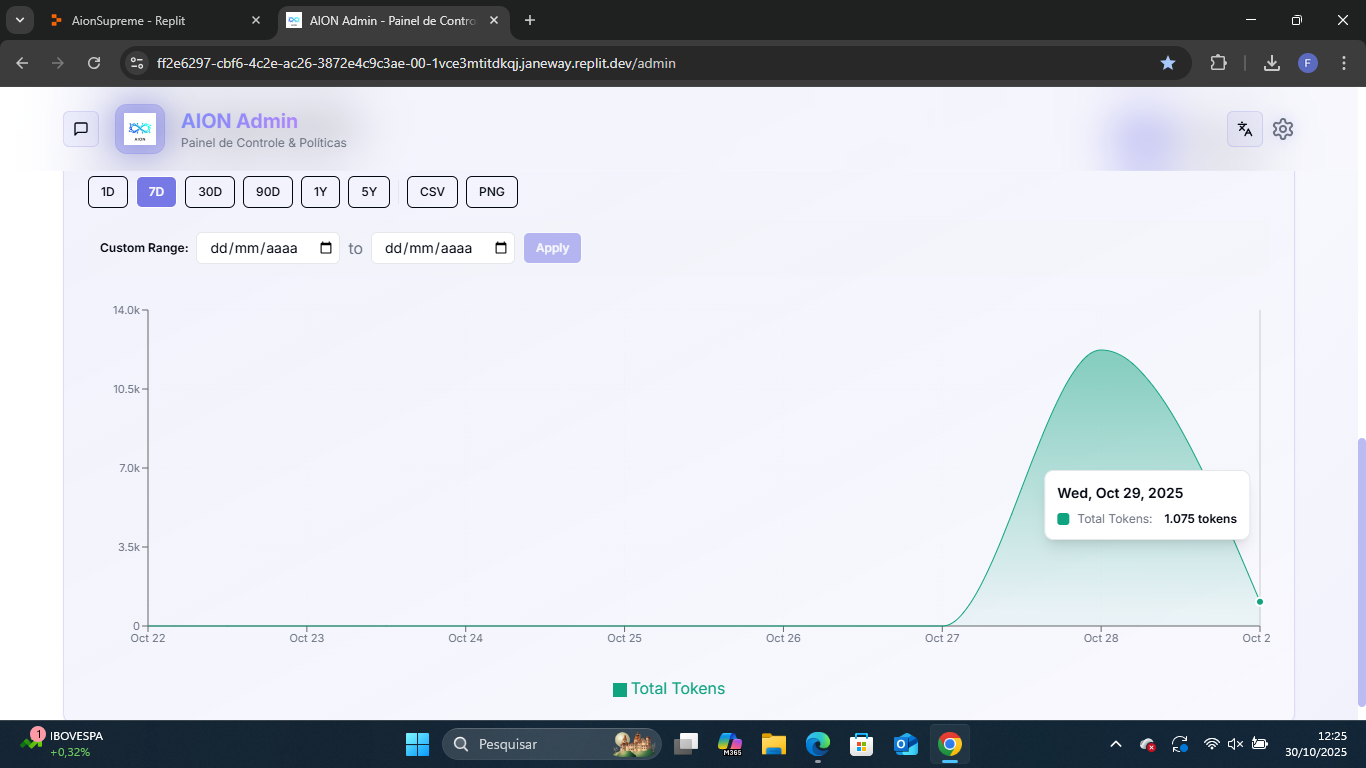 AionSupreme - Replit
AION Admin - Painel de Contro
ff2e6297-cbf6-4c2e-ac26-3872e4c9c3ae-00-1vce3mtitdkqj.janeway.replit.dev/admin
F
AION
AION Admin
Painel de Controle & Políticas
1D 7D 30D 90D 1Y 5Y CSV PNG
Custom Range: dd/mm/aaaa to dd/mm/aaaa Apply
14.0k
10.5k
7.0k
3.5k
0
Wed, Oct 29, 2025
Total Tokens: 1.075 tokens
Oct 22 Oct 23 Oct 24 Oct 25 Oct 26 Oct 27 Oct 28 Oct 2
Total Tokens
1
IBOVESPA
+0,32%
Pesquisar
M365
12:25
30/10/2025